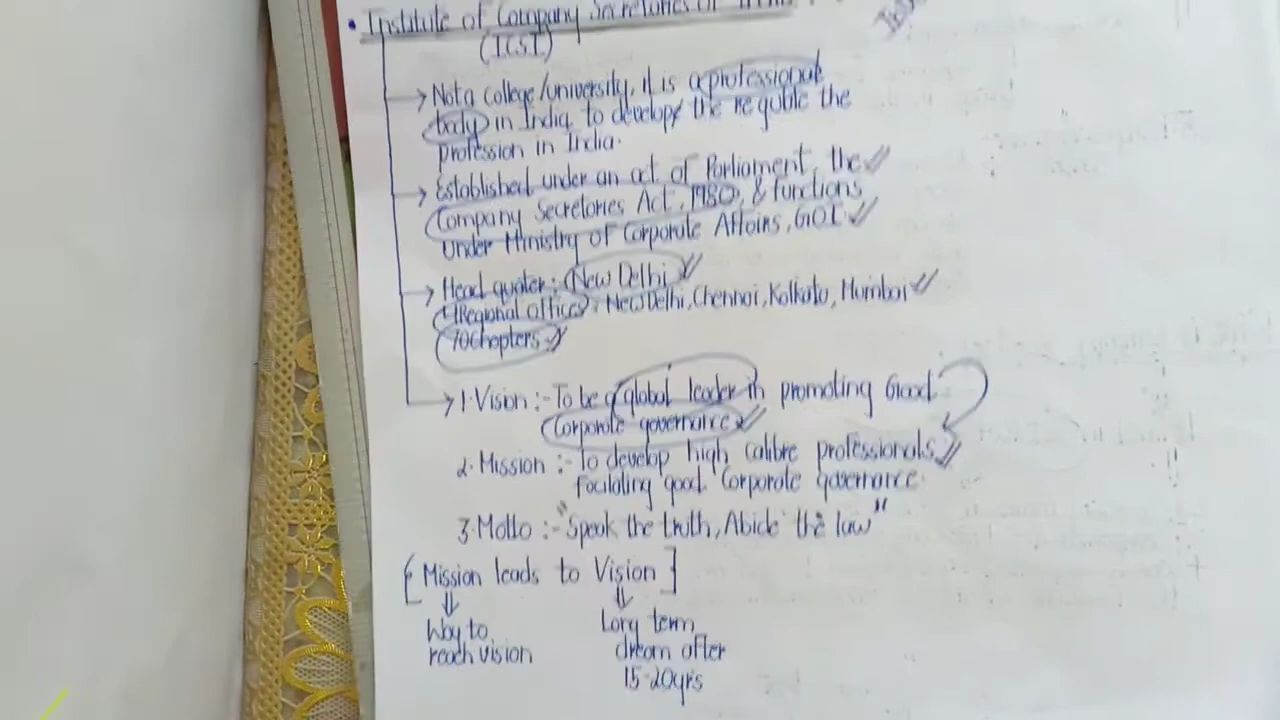 • Institute of Company Secretaries of India
(ICSI)
→ Not a college/university, it is a professional
body in India to develop the reguble the
profession in India.
→ Established under an act of Parliament, the
Company Secretaries Act, 1980, & functions
under Ministry of Corporate Affairs, GOI
→ Head quater: New Delhi
4Regional offices: New Delhi, Chennai, Kolkata, Mumbai
70Chapters
→ 1. Vision :- To be a global leader in promoting Good
Corporate governance
2. Mission :- To develop high calibre professionals
facilating good Corporate governance.
3. Motto :- "Speak the truth, Abide the law"
[Mission leads to Vision]
⇓ ⇓
Way to Long term
reach vision dream after
15-20yrs